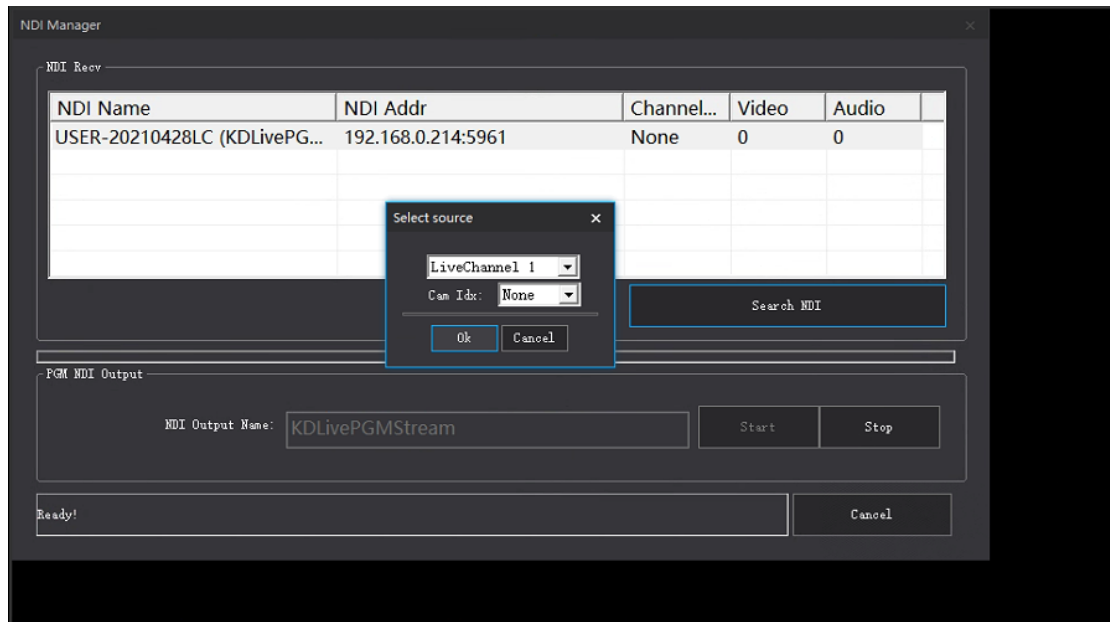 NDI Manager
NDI Recv
NDI Name NDI Addr Channel... Video Audio
USER-20210428LC (KDLivePG... 192.168.0.214:5961 None 0 0
Select source
LiveChannel 1
Cam Idx: None
Search NDI
Ok Cancel
PGM NDI Output
NDI Output Name: KDLivePGMStream Start Stop
Ready! Cancel